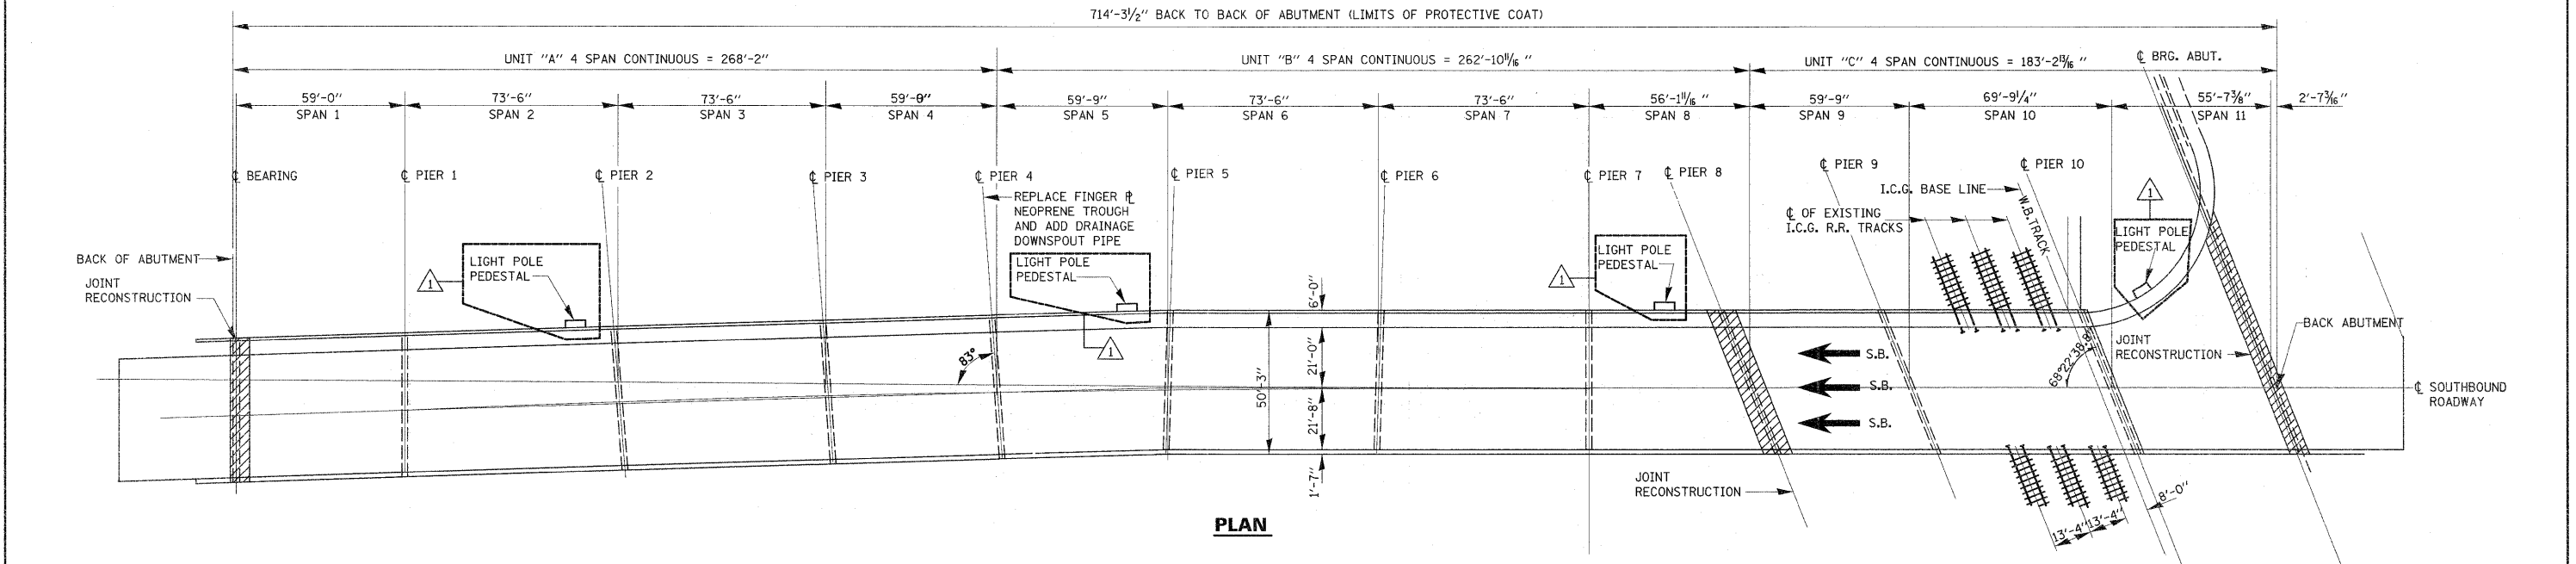 714'-3½" BACK TO BACK OF ABUTMENT (LIMITS OF PROTECTIVE COAT)
UNIT "A" 4 SPAN CONTINUOUS = 268'-2"
UNIT "B" 4 SPAN CONTINUOUS = 262'-10 11/16 "
UNIT "C" 4 SPAN CONTINUOUS = 183'-2 13/16 "
℄ BRG. ABUT.
59'-0"
SPAN 1
73'-6"
SPAN 2
73'-6"
SPAN 3
59'-0"
SPAN 4
59'-9"
SPAN 5
73'-6"
SPAN 6
73'-6"
SPAN 7
56'-1 11/16 "
SPAN 8
59'-9"
SPAN 9
69'-9¼"
SPAN 10
55'-7⅜"
SPAN 11
2'-7 3/16 "
℄ BEARING
℄ PIER 1
℄ PIER 2
℄ PIER 3
℄ PIER 4
℄ PIER 5
℄ PIER 6
℄ PIER 7
℄ PIER 8
℄ PIER 9
℄ PIER 10
REPLACE FINGER ⅊
NEOPRENE TROUGH
AND ADD DRAINAGE
DOWNSPOUT PIPE
I.C.G. BASE LINE
W.B. TRACK
℄ OF EXISTING
I.C.G. R.R. TRACKS
BACK OF ABUTMENT
JOINT
RECONSTRUCTION
1
LIGHT POLE
PEDESTAL
LIGHT POLE
PEDESTAL
1
1
LIGHT POLE
PEDESTAL
1
LIGHT POLE
PEDESTAL
6'-0"
21'-0"
50'-3"
21'-8"
1'-7"
83°
S.B.
S.B.
S.B.
68°22'38.8"
JOINT
RECONSTRUCTION
BACK ABUTMENT
℄ SOUTHBOUND
ROADWAY
JOINT
RECONSTRUCTION
8'-0"
13'-4"
13'-4"
PLAN